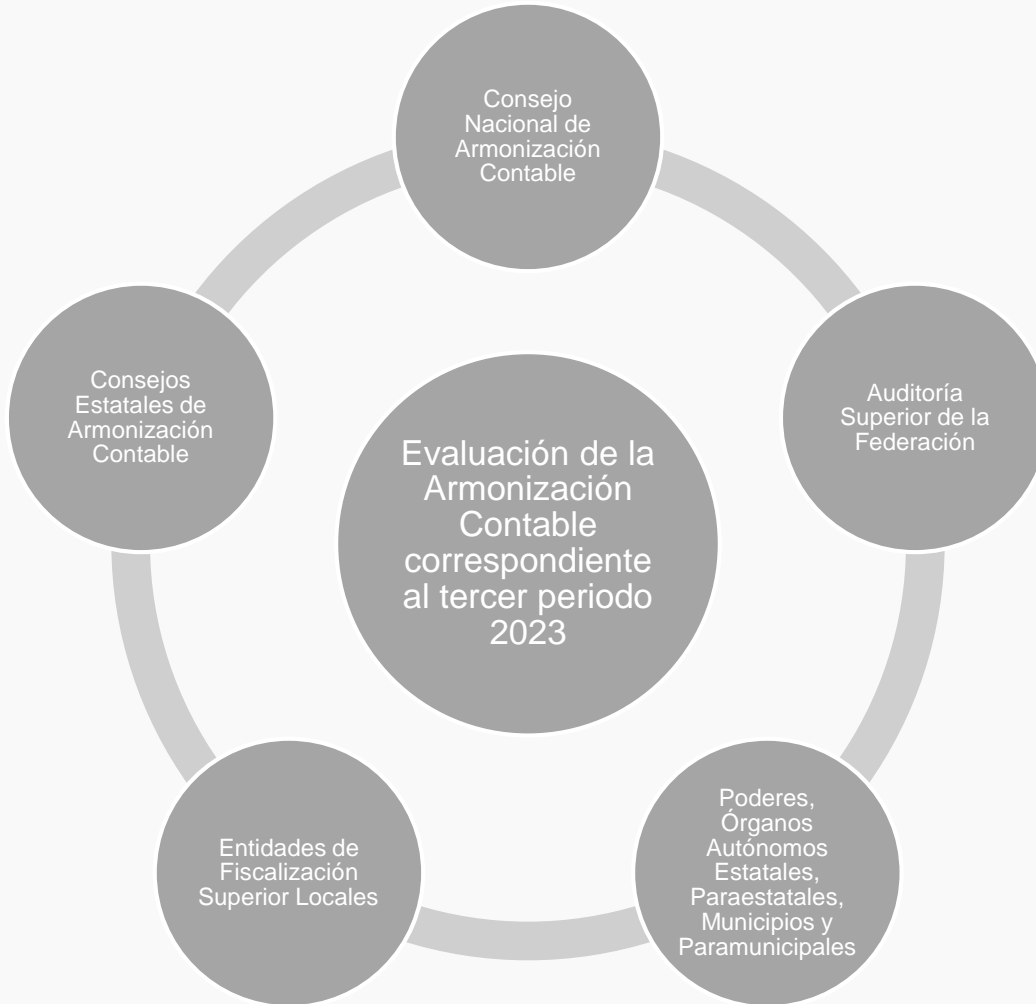 Consejo
Nacional de
Armonización
Contable
Consejos
Estatales de
Armonización
Contable
Auditoría
Superior de la
Federación
Evaluación de la
Armonización
Contable
correspondiente
al tercer periodo
2023
Entidades de
Fiscalización
Superior Locales
Poderes,
Órganos
Autónomos
Estatales,
Paraestatales,
Municipios y
Paramunicipales